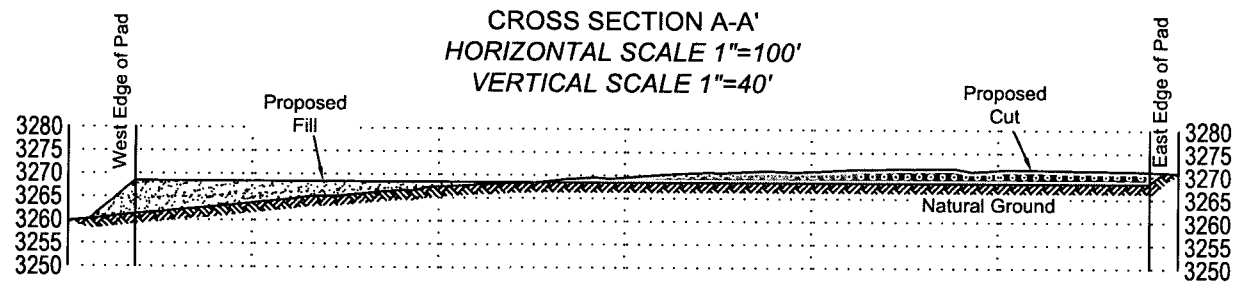 CROSS SECTION A-A'
HORIZONTAL SCALE 1"=100'
VERTICAL SCALE 1"=40'
West Edge of Pad
East Edge of Pad
Proposed
Fill
Proposed
Cut
Natural Ground
3280
3275
3270
3265
3260
3255
3250
3280
3275
3270
3265
3260
3255
3250